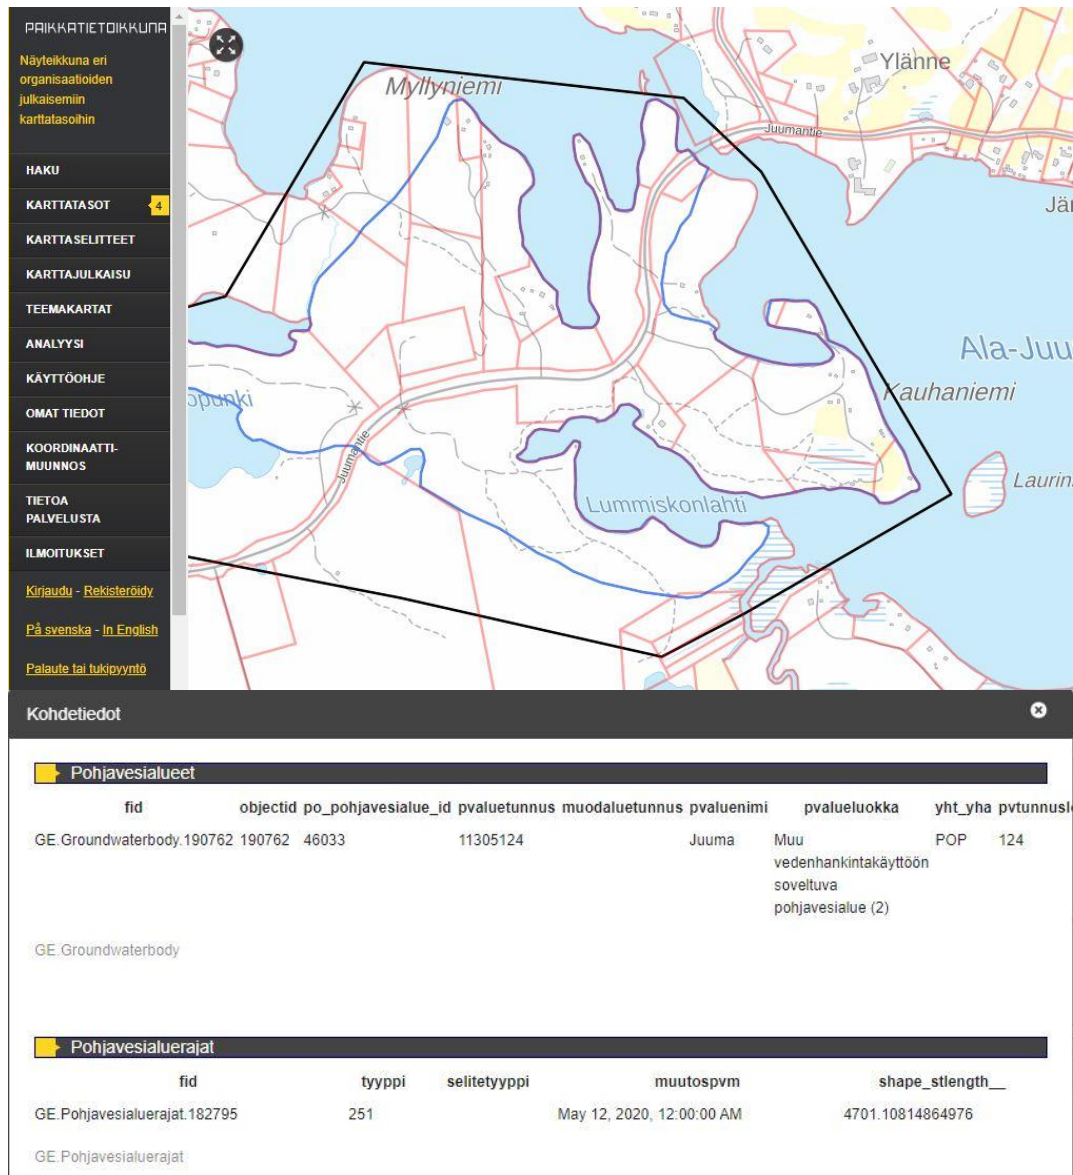 PAIKKATIETOIKKUNA
Näyteikkuna eri
organisaatioiden
julkaisemiin
karttatasoihin
HAKU
KARTTATASOT 4
KARTTASELITTEET
KARTTAJULKAISU
TEEMAKARTAT
ANALYYSI
KÄYTTÖOHJE
OMAT TIEDOT
KOORDINAATTI-
MUUNNOS
TIETOA
PALVELUSTA
ILMOITUKSET
Kirjaudu - Rekisteröidy
På svenska - In English
Palaute tai tukipyyntö
Myllyniemi
Ylänne
Juumantie
Jär
Ala-Juu
Kauhaniemi
opunki
Juumantie
Laurin
Lummiskonlahti
Kohdetiedot
Pohjavesialueet
fid objectid po_pohjavesialue_id pvaluetunnus muodaluetunnus pvaluenimi pvalueluokka yht_yha pvtunnusl
GE.Groundwaterbody.190762 190762 46033 11305124 Juuma Muu POP 124
vedenhankintakäyttöön
soveltuva
pohjavesialue (2)
GE.Groundwaterbody
Pohjavesialuerajat
fid tyyppi selitetyyppi muutospvm shape_stlength__
GE.Pohjavesialuerajat.182795 251 May 12, 2020, 12:00:00 AM 4701.10814864976
GE.Pohjavesialuerajat